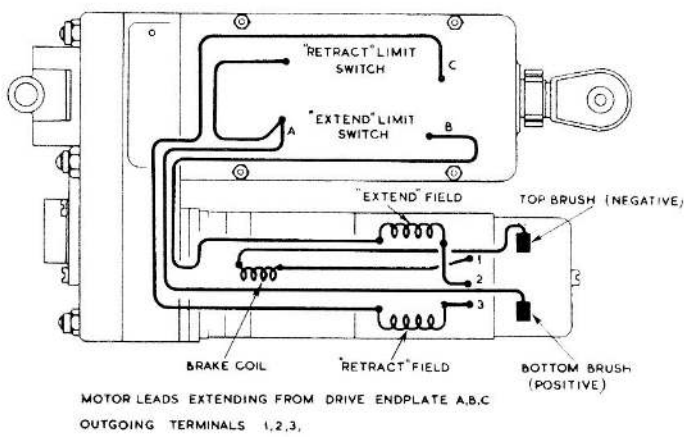 "RETRACT" LIMIT
SWITCH
C
"EXTEND" LIMIT
SWITCH
A
B
"EXTEND" FIELD
TOP BRUSH (NEGATIVE)
1
2
3
BRAKE COIL
"RETRACT" FIELD
BOTTOM BRUSH
(POSITIVE)
MOTOR LEADS EXTENDING FROM DRIVE ENDPLATE A,B,C
OUTGOING TERMINALS 1,2,3,